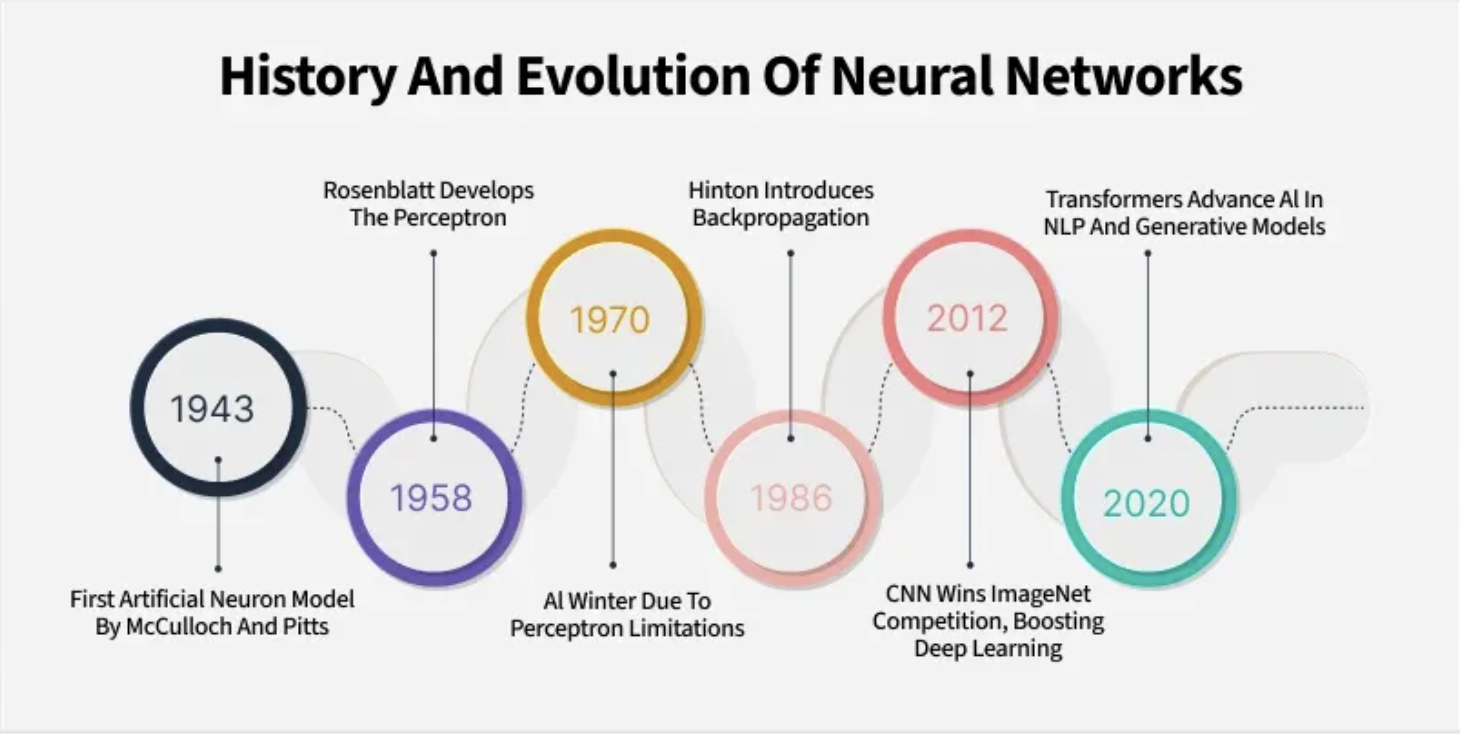 History And Evolution Of Neural Networks
Rosenblatt Develops
The Perceptron
Hinton Introduces
Backpropagation
Transformers Advance AI In
NLP And Generative Models
1943
1958
1970
1986
2012
2020
First Artificial Neuron Model
By McCulloch And Pitts
AI Winter Due To
Perceptron Limitations
CNN Wins ImageNet
Competition, Boosting
Deep Learning